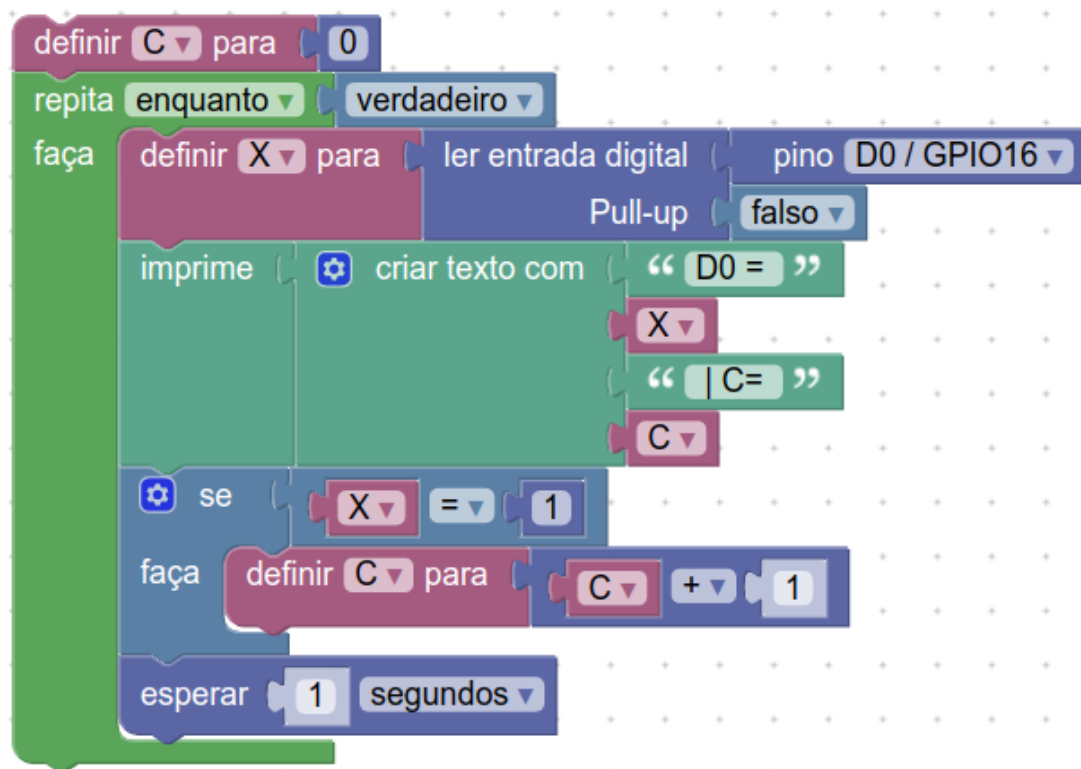 definir C para 0
repita enquanto verdadeiro
faça definir X para ler entrada digital pino D0 / GPIO16
Pull-up falso
imprime criar texto com “ D0 = ”
X
“ | C= ”
C
se X = 1
faça definir C para C + 1
esperar 1 segundos